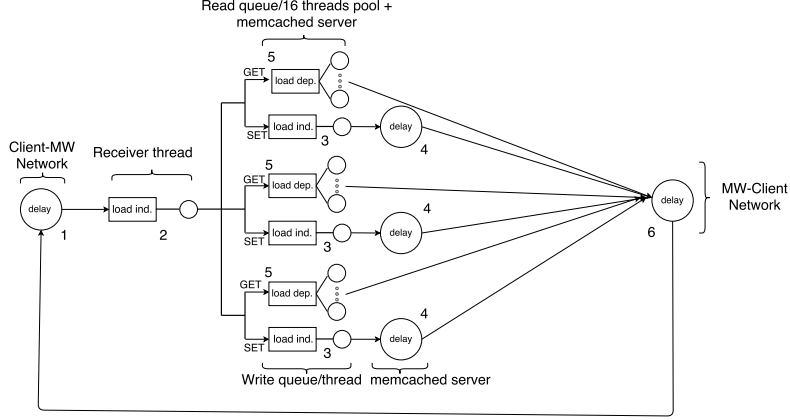 Read queue/16 threads pool +
memcached server
5
GET
load dep.
SET
load ind.
3
delay
4
Client-MW
Network
delay
1
Receiver thread
load ind.
2
5
GET
load dep.
SET
load ind.
3
delay
4
5
GET
load dep.
SET
load ind.
3
delay
4
Write queue/thread
memcached server
delay
6
MW-Client
Network